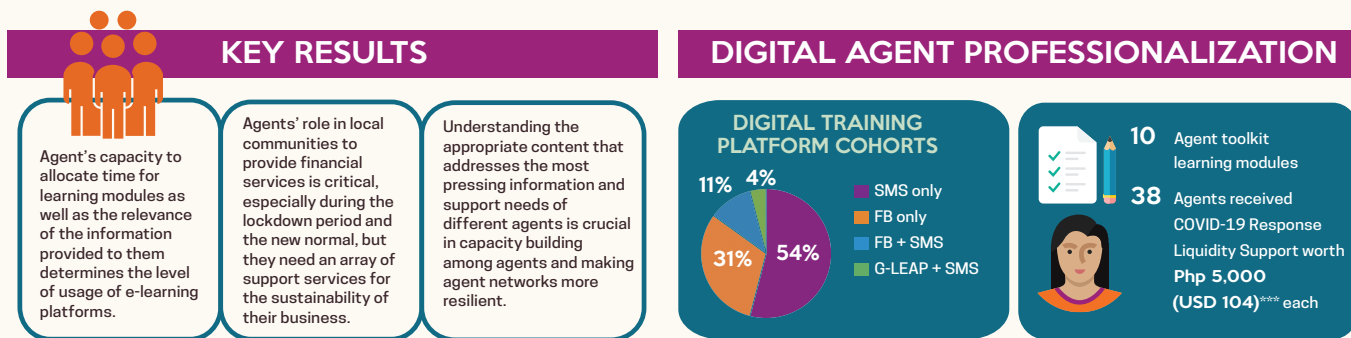 KEY RESULTS
Agent's capacity to
allocate time for
learning modules as
well as the relevance
of the information
provided to them
determines the level
of usage of e-learning
platforms.
Agents' role in local
communities to
provide financial
services is critical,
especially during the
lockdown period and
the new normal, but
they need an array of
support services for
the sustainability of
their business.
Understanding the
appropriate content that
addresses the most
pressing information and
support needs of
different agents is crucial
in capacity building
among agents and making
agent networks more
resilient.
DIGITAL AGENT PROFESSIONALIZATION
DIGITAL TRAINING
PLATFORM COHORTS
11%
4%
31%
54%
SMS only
FB only
FB + SMS
G-LEAP + SMS
10 Agent toolkit
learning modules
38 Agents received
COVID-19 Response
Liquidity Support worth
Php 5,000
(USD 104)*** each